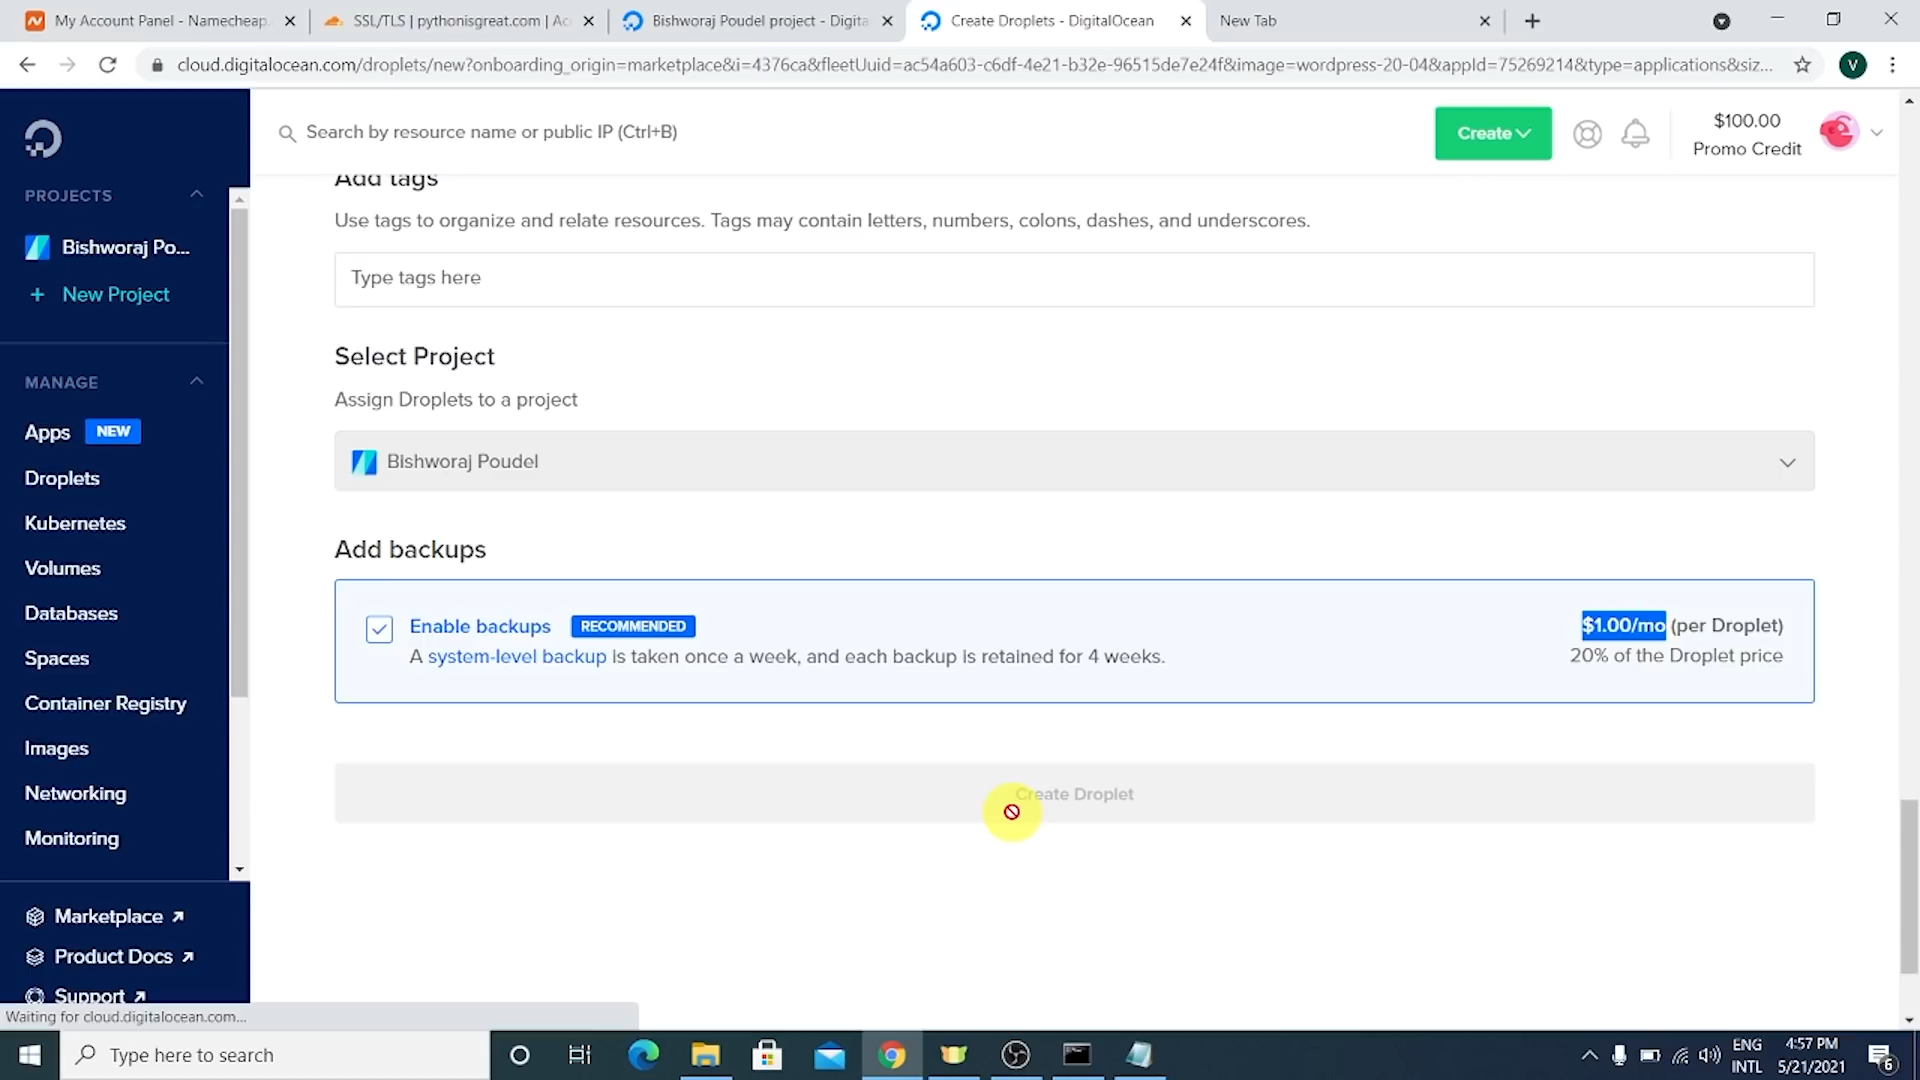 My Account Panel - Namecheap.
SSL/TLS | pythonisgreat.com | Ac
Bishworaj Poudel project - Digita
Create Droplets - DigitalOcean
New Tab
cloud.digitalocean.com/droplets/new?onboarding_origin=marketplace&i=4376ca&fleetUuid=ac54a603-c6df-4e21-b32e-96515de7e24f&image=wordpress-20-04&appId=75269214&type=applications&siz...
V
Search by resource name or public IP (Ctrl+B)
Create
$100.00
Promo Credit
PROJECTS
Bishworaj Po...
+ New Project
MANAGE
Apps NEW
Droplets
Kubernetes
Volumes
Databases
Spaces
Container Registry
Images
Networking
Monitoring
Marketplace
Product Docs
Support
Add tags
Use tags to organize and relate resources. Tags may contain letters, numbers, colons, dashes, and underscores.
Type tags here
Select Project
Assign Droplets to a project
Bishworaj Poudel
Add backups
Enable backups RECOMMENDED
$1.00/mo (per Droplet)
A system-level backup is taken once a week, and each backup is retained for 4 weeks.
20% of the Droplet price
Create Droplet
Waiting for cloud.digitalocean.com...
Type here to search
ENG
INTL
4:57 PM
5/21/2021
6